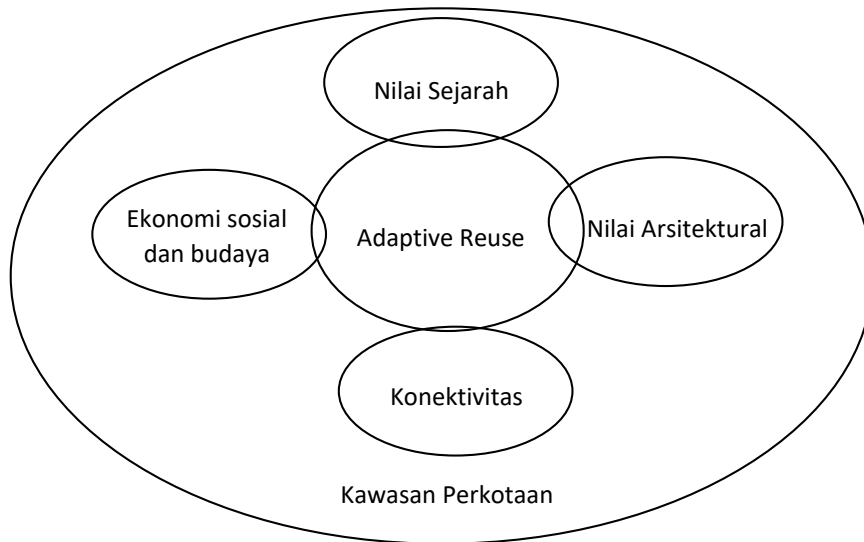 Nilai Sejarah
Ekonomi sosial
dan budaya
Adaptive Reuse
Nilai Arsitektural
Konektivitas
Kawasan Perkotaan